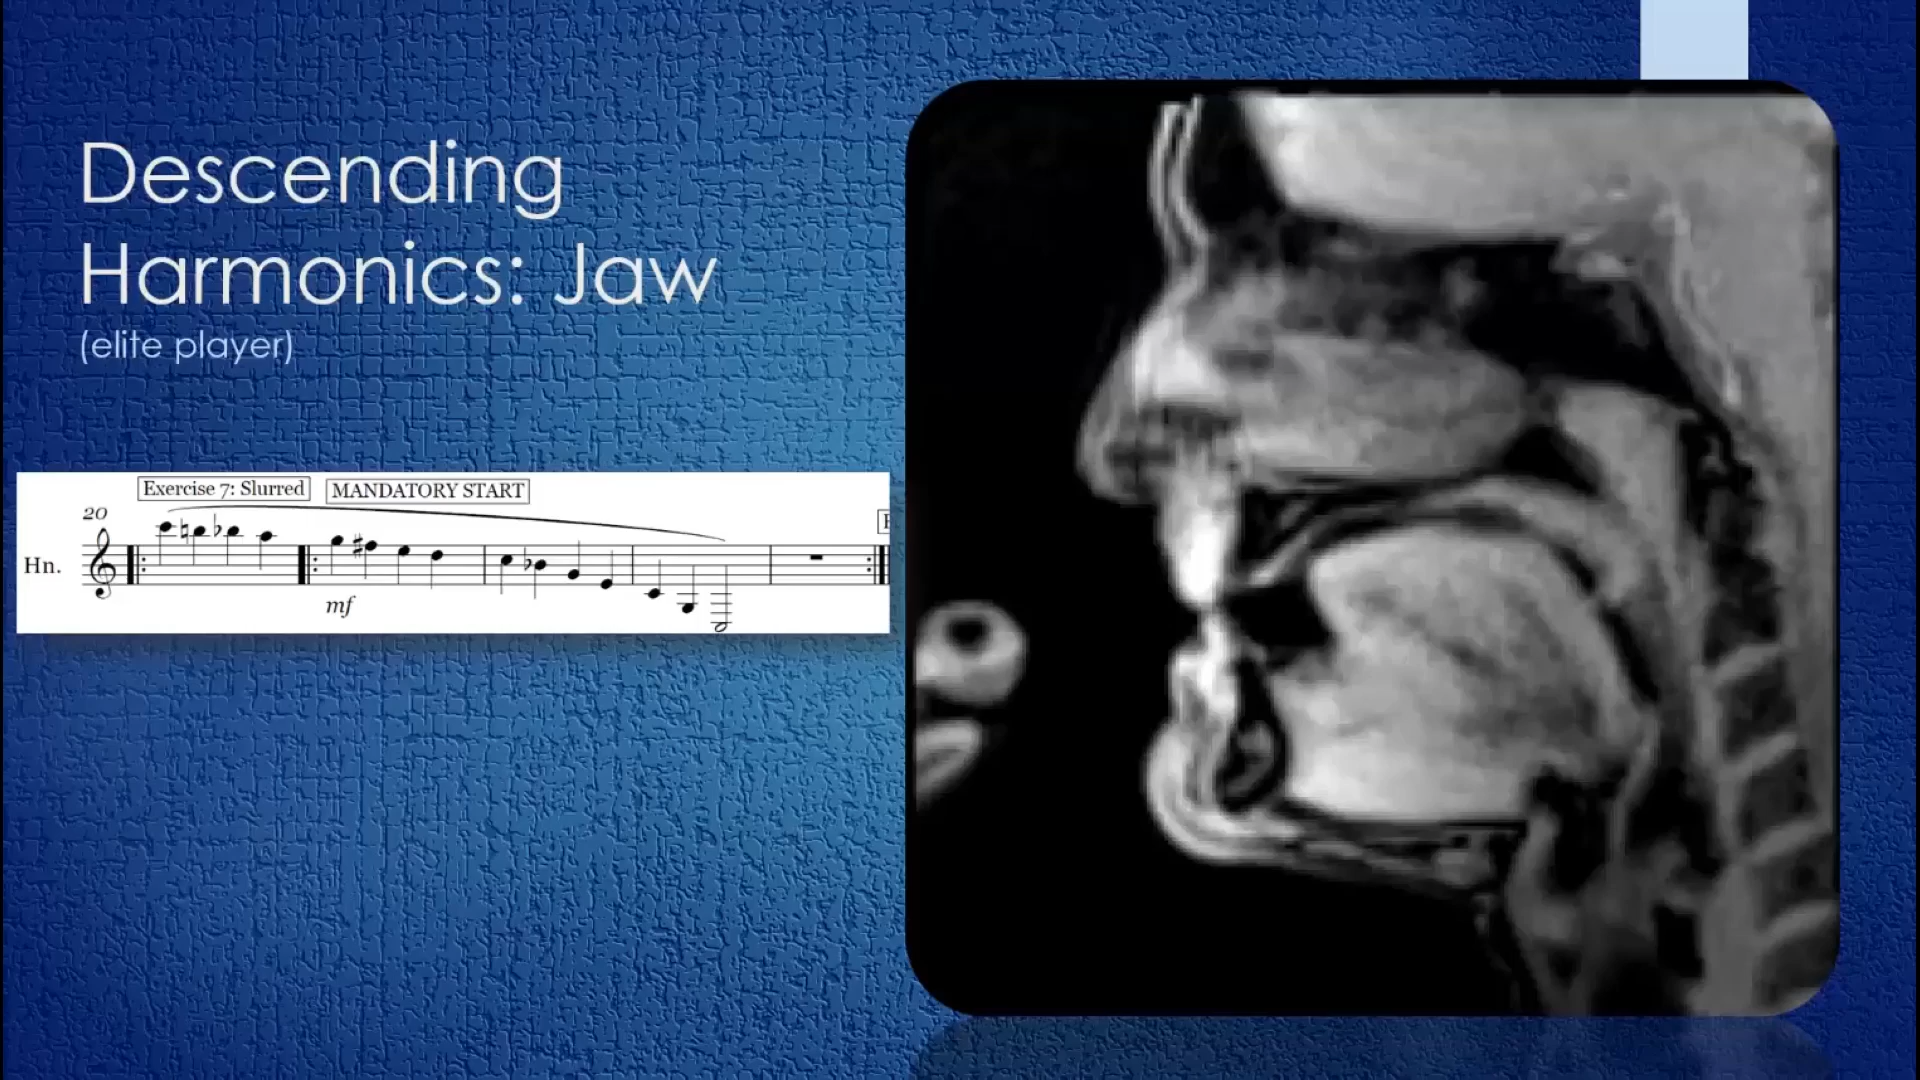 Descending
Harmonics: Jaw
(elite player)
Exercise 7: Slurred MANDATORY START
20
Hn.
mf